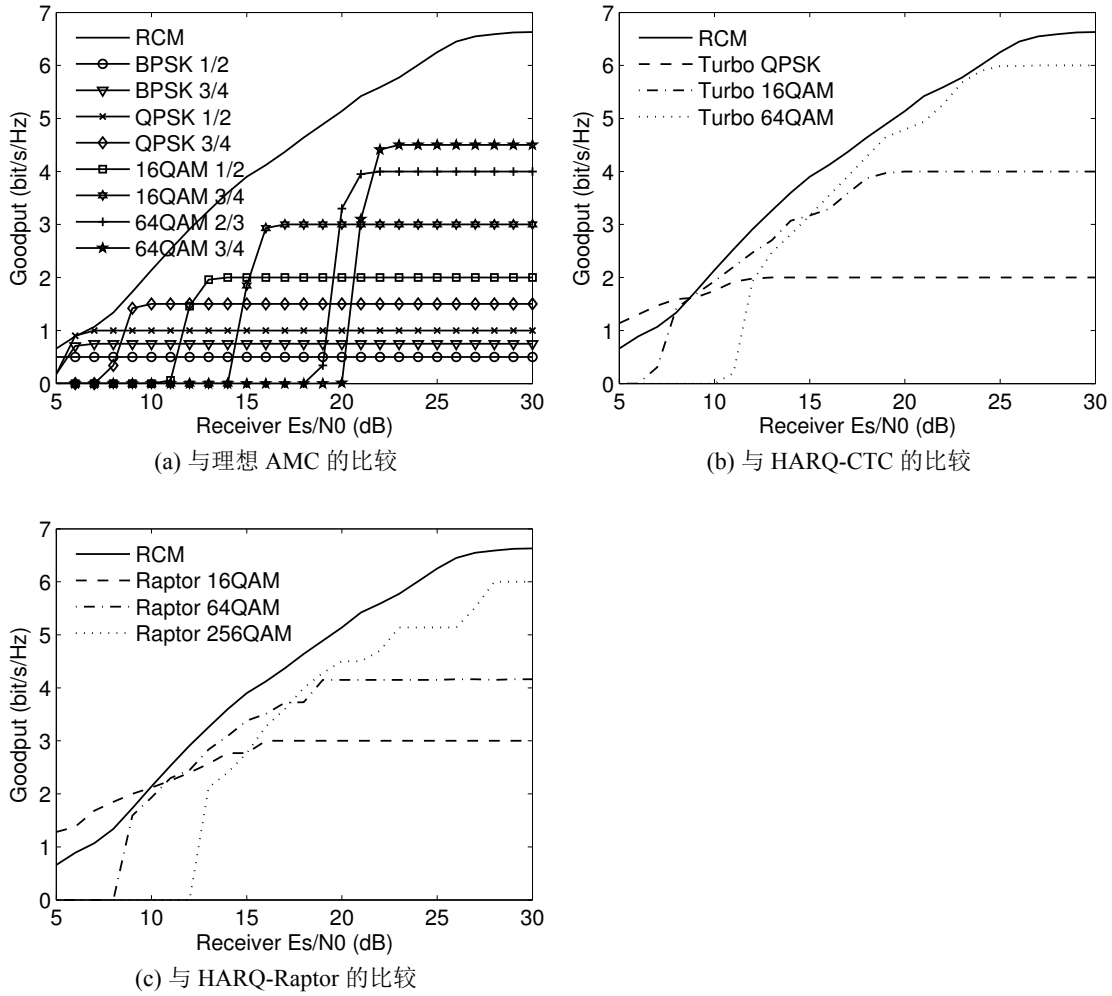 7
6
5
4
3
2
1
0
Goodput (bit/s/Hz)
RCM
BPSK 1/2
BPSK 3/4
QPSK 1/2
QPSK 3/4
16QAM 1/2
16QAM 3/4
64QAM 2/3
64QAM 3/4
5 10 15 20 25 30
Receiver Es/N0 (dB)
(a) 与理想 AMC 的比较
7
6
5
4
3
2
1
0
Goodput (bit/s/Hz)
RCM
Turbo QPSK
Turbo 16QAM
Turbo 64QAM
5 10 15 20 25 30
Receiver Es/N0 (dB)
(b) 与 HARQ-CTC 的比较
7
6
5
4
3
2
1
0
Goodput (bit/s/Hz)
RCM
Raptor 16QAM
Raptor 64QAM
Raptor 256QAM
5 10 15 20 25 30
Receiver Es/N0 (dB)
(c) 与 HARQ-Raptor 的比较